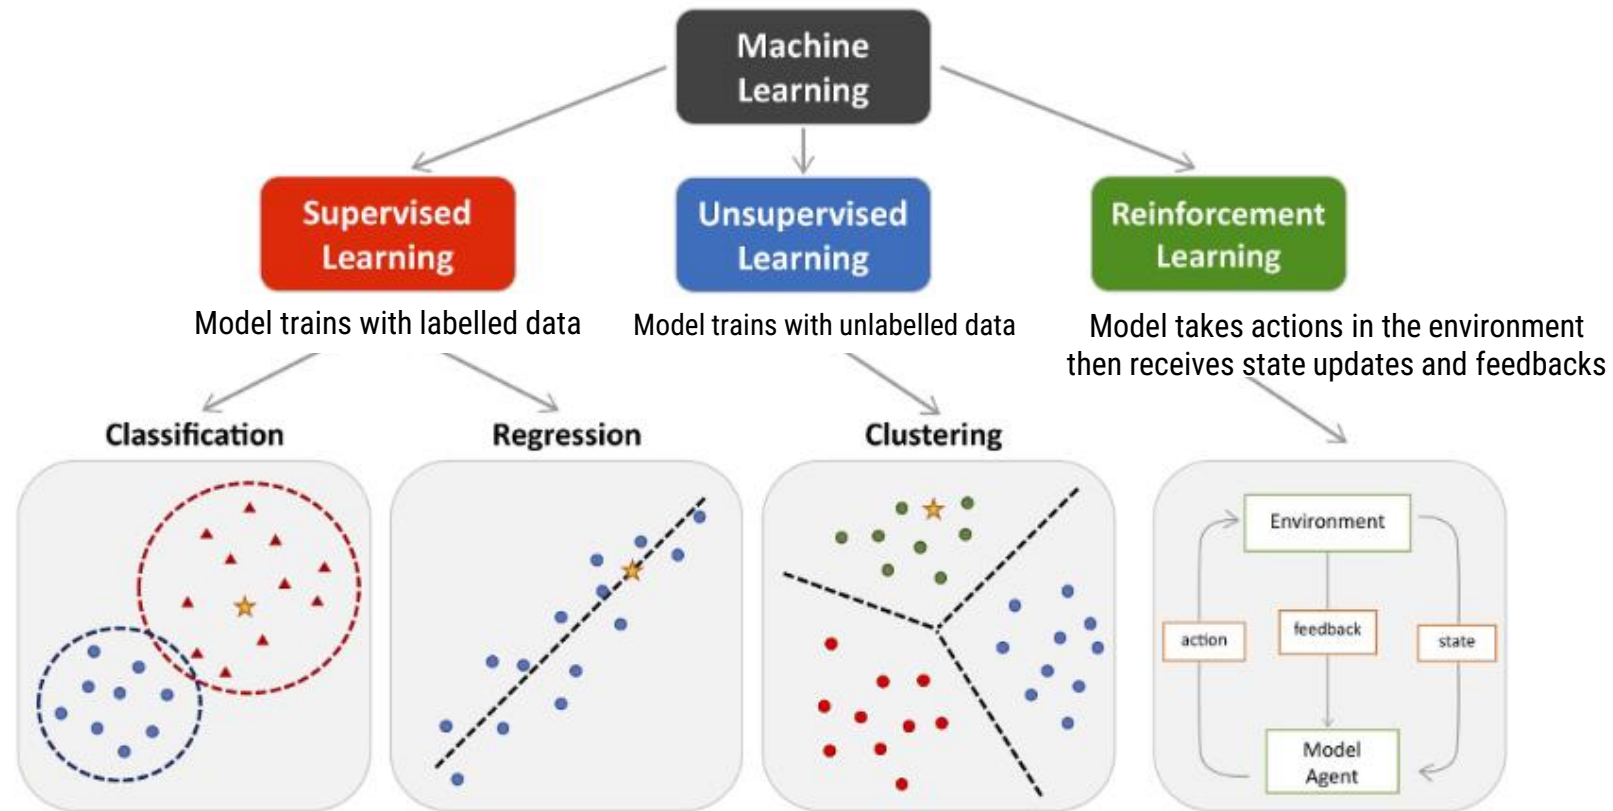 Machine
Learning
Supervised
Learning
Unsupervised
Learning
Reinforcement
Learning
Model trains with labelled data
Model trains with unlabelled data
Model takes actions in the environment
then receives state updates and feedbacks
Classification
Regression
Clustering
Environment
action
feedback
state
Model
Agent